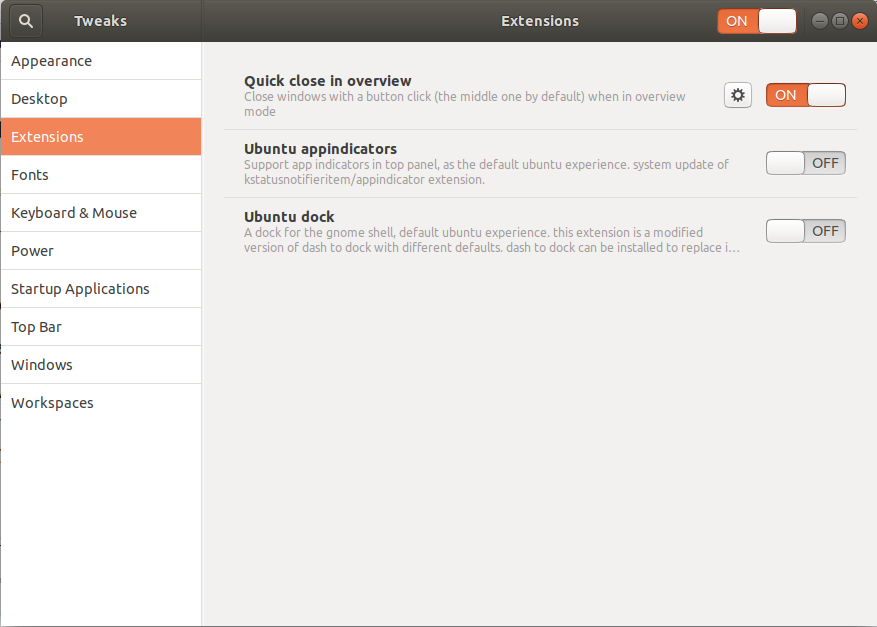 Tweaks
Extensions
ON
Appearance
Desktop
Extensions
Fonts
Keyboard & Mouse
Power
Startup Applications
Top Bar
Windows
Workspaces
Quick close in overview
Close windows with a button click (the middle one by default) when in overview
mode
ON
Ubuntu appindicators
Support app indicators in top panel, as the default ubuntu experience. system update of
kstatusnotifieritem/appindicator extension.
OFF
Ubuntu dock
A dock for the gnome shell, default ubuntu experience. this extension is a modified
version of dash to dock with different defaults. dash to dock can be installed to replace i...
OFF